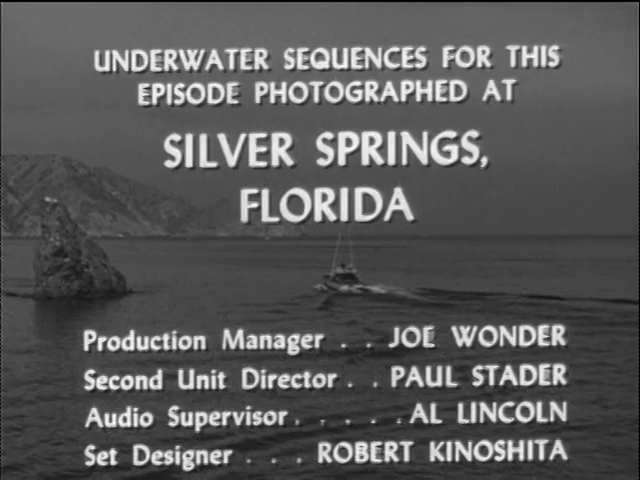 UNDERWATER SEQUENCES FOR THIS
EPISODE PHOTOGRAPHED AT
SILVER SPRINGS,
FLORIDA
Production Manager . . JOE WONDER
Second Unit Director . . PAUL STADER
Audio Supervisor . . . . . AL LINCOLN
Set Designer . . . ROBERT KINOSHITA